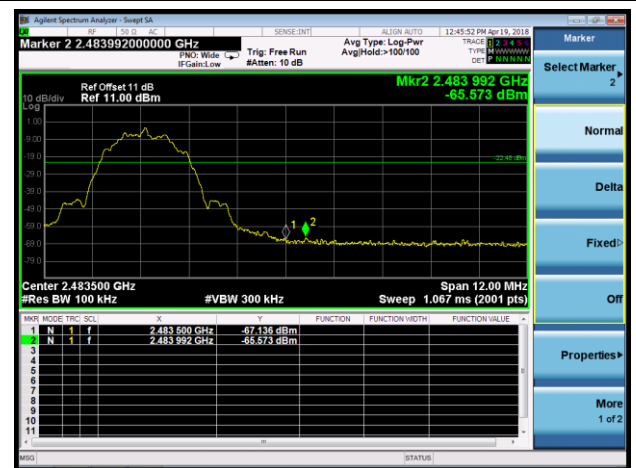 Agilent Spectrum Analyzer - Swept SA
RF 50 Ω AC SENSE:INT ALIGN AUTO 12:45:52 PM Apr 19, 2018
Marker 2 2.483992000000 GHz
PNO: Wide
IFGain:Low
Trig: Free Run
#Atten: 10 dB
Avg Type: Log-Pwr
Avg|Hold:>100/100
TRACE 1 2 3 4 5 6
TYPE M
DET P N N N N N
Ref Offset 11 dB
10 dB/div Ref 11.00 dBm
Log
Mkr2 2.483 992 GHz
-65.573 dBm
1.00
-9.00
-19.0
-22.48 dBm
-29.0
-39.0
-49.0
-59.0
-69.0
-79.0
1
2
Center 2.483500 GHz Span 12.00 MHz
#Res BW 100 kHz #VBW 300 kHz Sweep 1.067 ms (2001 pts)
MKR MODE TRC SCL X Y FUNCTION FUNCTION WIDTH FUNCTION VALUE
1 N 1 f 2.483 500 GHz -67.136 dBm
2 N 1 f 2.483 992 GHz -65.573 dBm
3
4
5
6
7
8
9
10
11
MSG STATUS
Marker
Select Marker
2
Normal
Delta
Fixed
Off
Properties
More
1 of 2